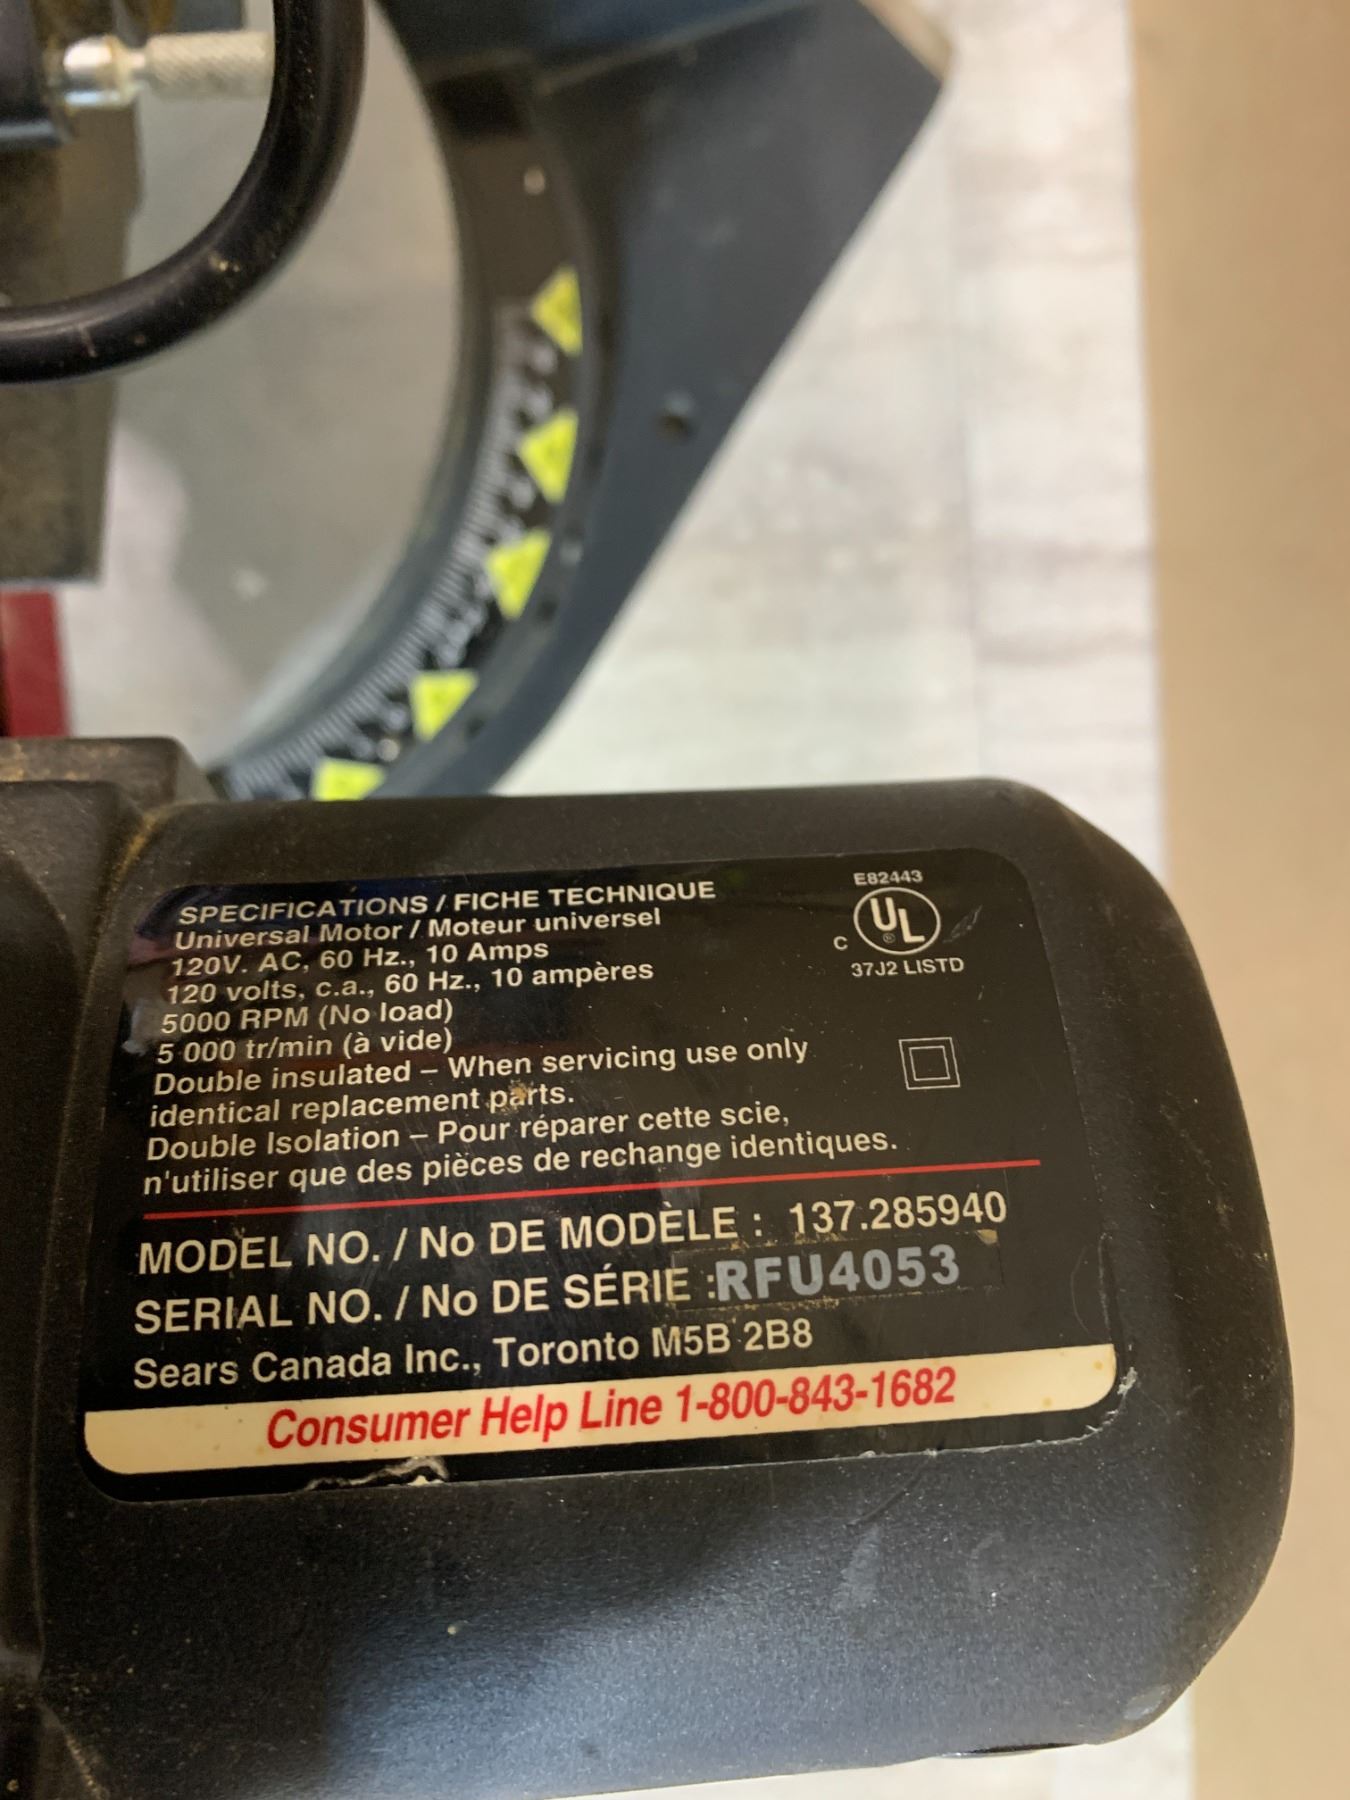 SPECIFICATIONS / FICHE TECHNIQUE
Universal Motor / Moteur universel
120V. AC, 60 Hz., 10 Amps
120 volts, c.a., 60 Hz., 10 ampères
5000 RPM (No load)
5 000 tr/min (à vide)
Double insulated – When servicing use only
identical replacement parts.
Double Isolation – Pour réparer cette scie,
n'utiliser que des pièces de rechange identiques.
E82443
C UL ®
37J2 LISTD
MODEL NO. / No DE MODÈLE : 137.285940
SERIAL NO. / No DE SÉRIE :RFU4053
Sears Canada Inc., Toronto M5B 2B8
Consumer Help Line 1-800-843-1682